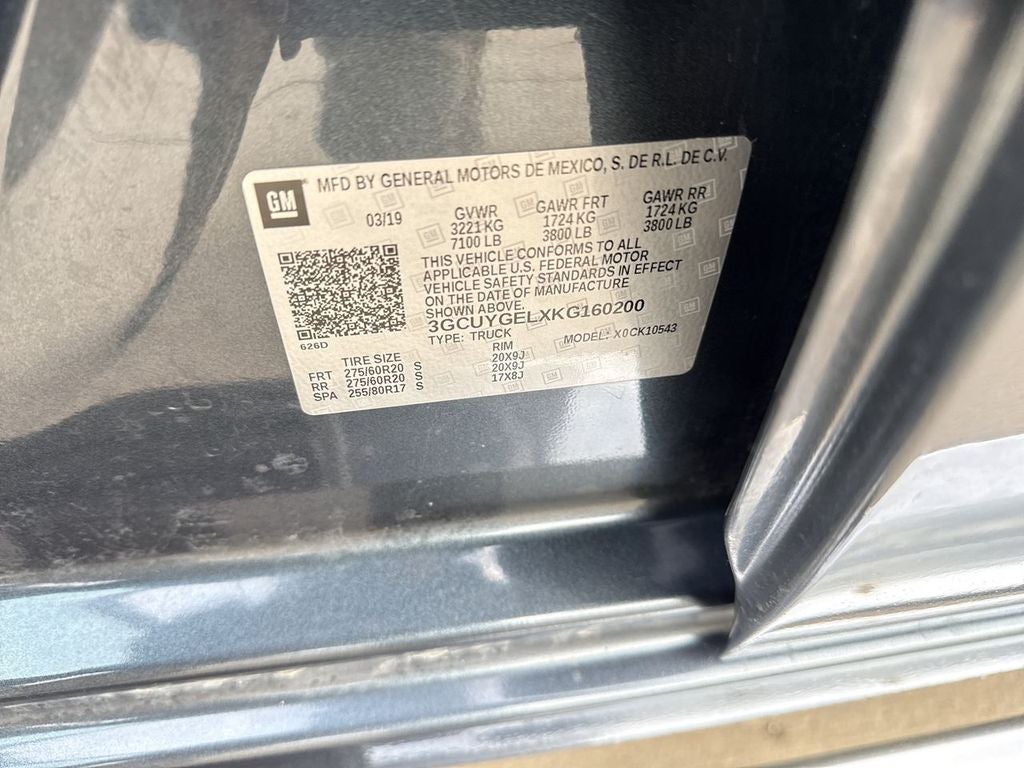 GM
MFD BY GENERAL MOTORS DE MEXICO, S. DE R.L. DE C.V.
03/19 GVWR GAWR FRT GAWR RR
3221 KG 1724 KG 1724 KG
7100 LB 3800 LB 3800 LB
THIS VEHICLE CONFORMS TO ALL
APPLICABLE U.S. FEDERAL MOTOR
VEHICLE SAFETY STANDARDS IN EFFECT
ON THE DATE OF MANUFACTURE
SHOWN ABOVE.
3GCUYGELXKG160200
626D TYPE: TRUCK MODEL: X0CK10543
TIRE SIZE RIM
FRT 275/60R20 S 20X9J
RR 275/60R20 S 20X9J
SPA 255/80R17 S 17X8J